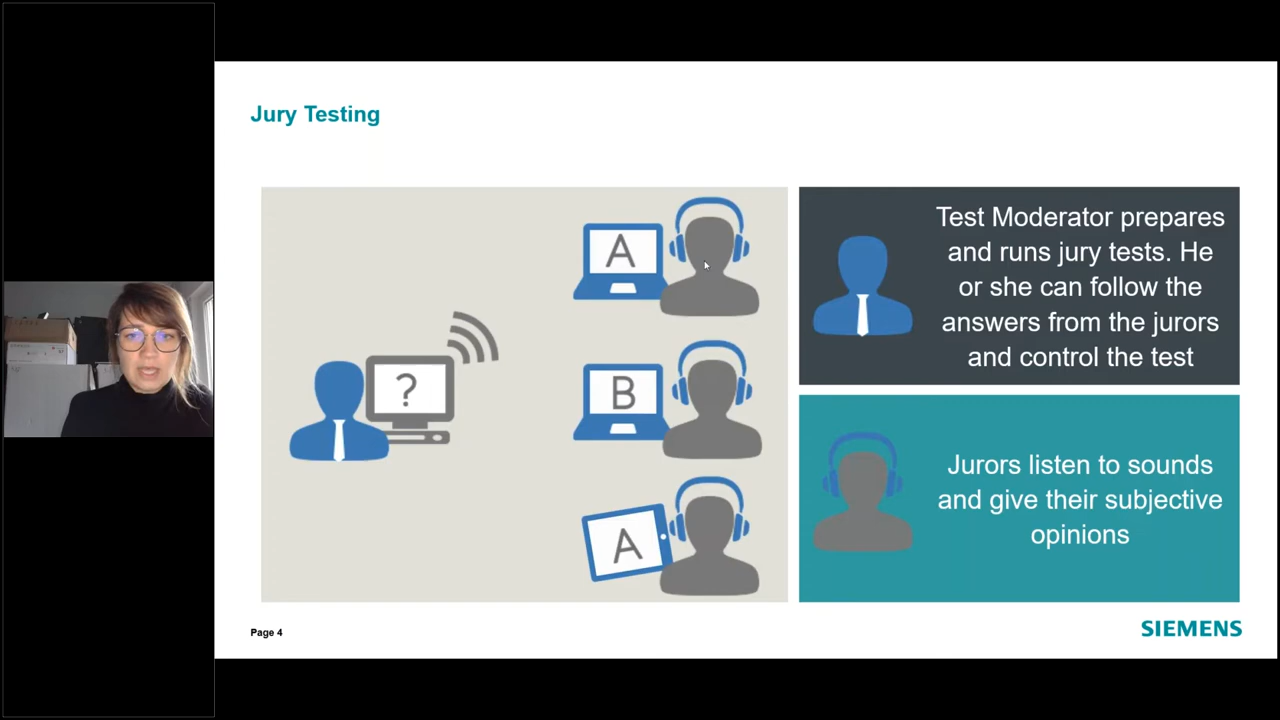 Jury Testing
A
Test Moderator prepares
and runs jury tests. He
or she can follow the
answers from the jurors
and control the test
?
B
Jurors listen to sounds
and give their subjective
opinions
A
Page 4
SIEMENS